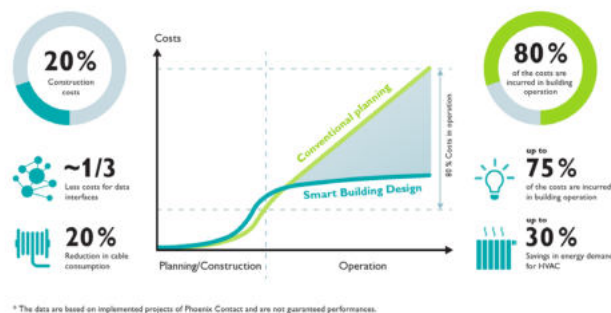 20 %
Construction
costs
~1/3
Less costs for data
interfaces
20 %
Reduction in cable
consumption
Costs
Conventional planning
Smart Building Design
80 % Costs in operation
Planning/Construction
Operation
80 %
of the costs are
incurred in building
operation
up to
75 %
of the costs are incurred
in building operation
up to
30 %
Savings in energy demand
for HVAC
* The data are based on implemented projects of Phoenix Contact and are not guaranteed performances.